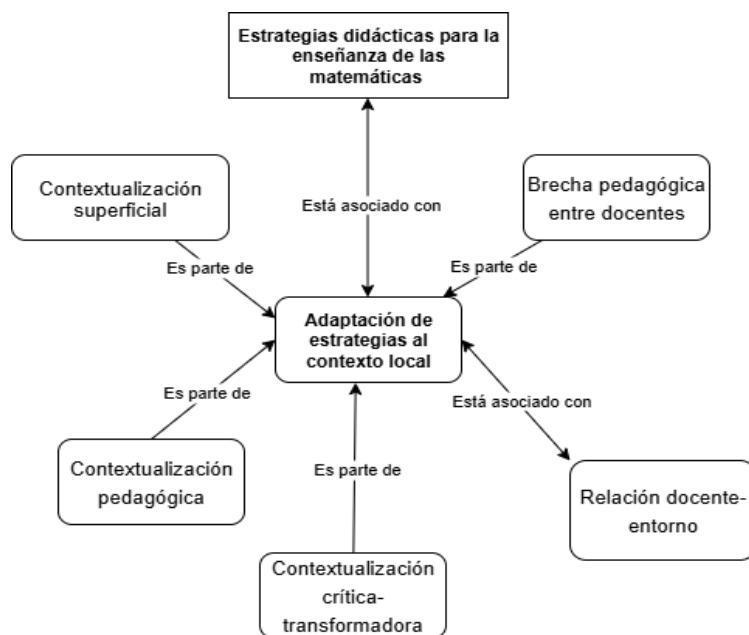 Estrategias didácticas para la
enseñanza de las
matemáticas
Contextualización
superficial
Brecha pedagógica
entre docentes
Está asociado con
Es parte de
Es parte de
Adaptación de
estrategias al
contexto local
Es parte de
Está asociado con
Contextualización
pedagógica
Es parte de
Relación docente-
entorno
Contextualización
crítica-
transformadora